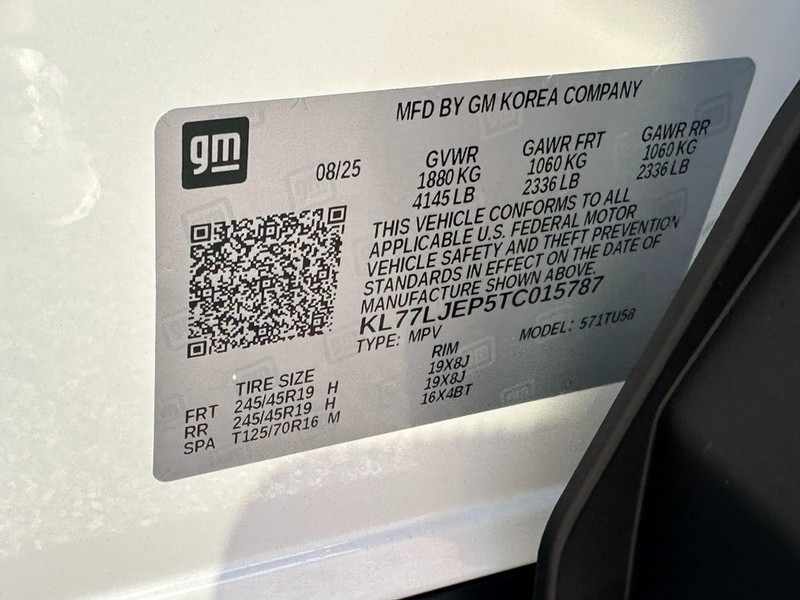 gm
MFD BY GM KOREA COMPANY
08/25
GVWR GAWR FRT GAWR RR
1880 KG 1060 KG 1060 KG
4145 LB 2336 LB 2336 LB
THIS VEHICLE CONFORMS TO ALL
APPLICABLE U.S. FEDERAL MOTOR
VEHICLE SAFETY AND THEFT PREVENTION
STANDARDS IN EFFECT ON THE DATE OF
MANUFACTURE SHOWN ABOVE.
KL77LJEP5TC015787
TYPE: MPV MODEL: 571TU58
TIRE SIZE RIM
FRT 245/45R19 H 19X8J
RR 245/45R19 H 19X8J
SPA T125/70R16 M 16X4BT